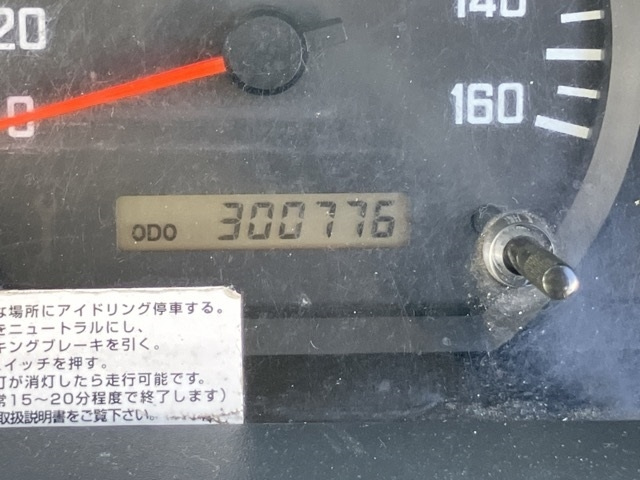 20
140
0
160
ODO 300776
な場所にアイドリング停車する。
をニュートラルにし、
キングブレーキを引く。
イッチを押す。
灯が消灯したら走行可能です。
常15～20分程度で終了します）
取扱説明書をご覧下さい。